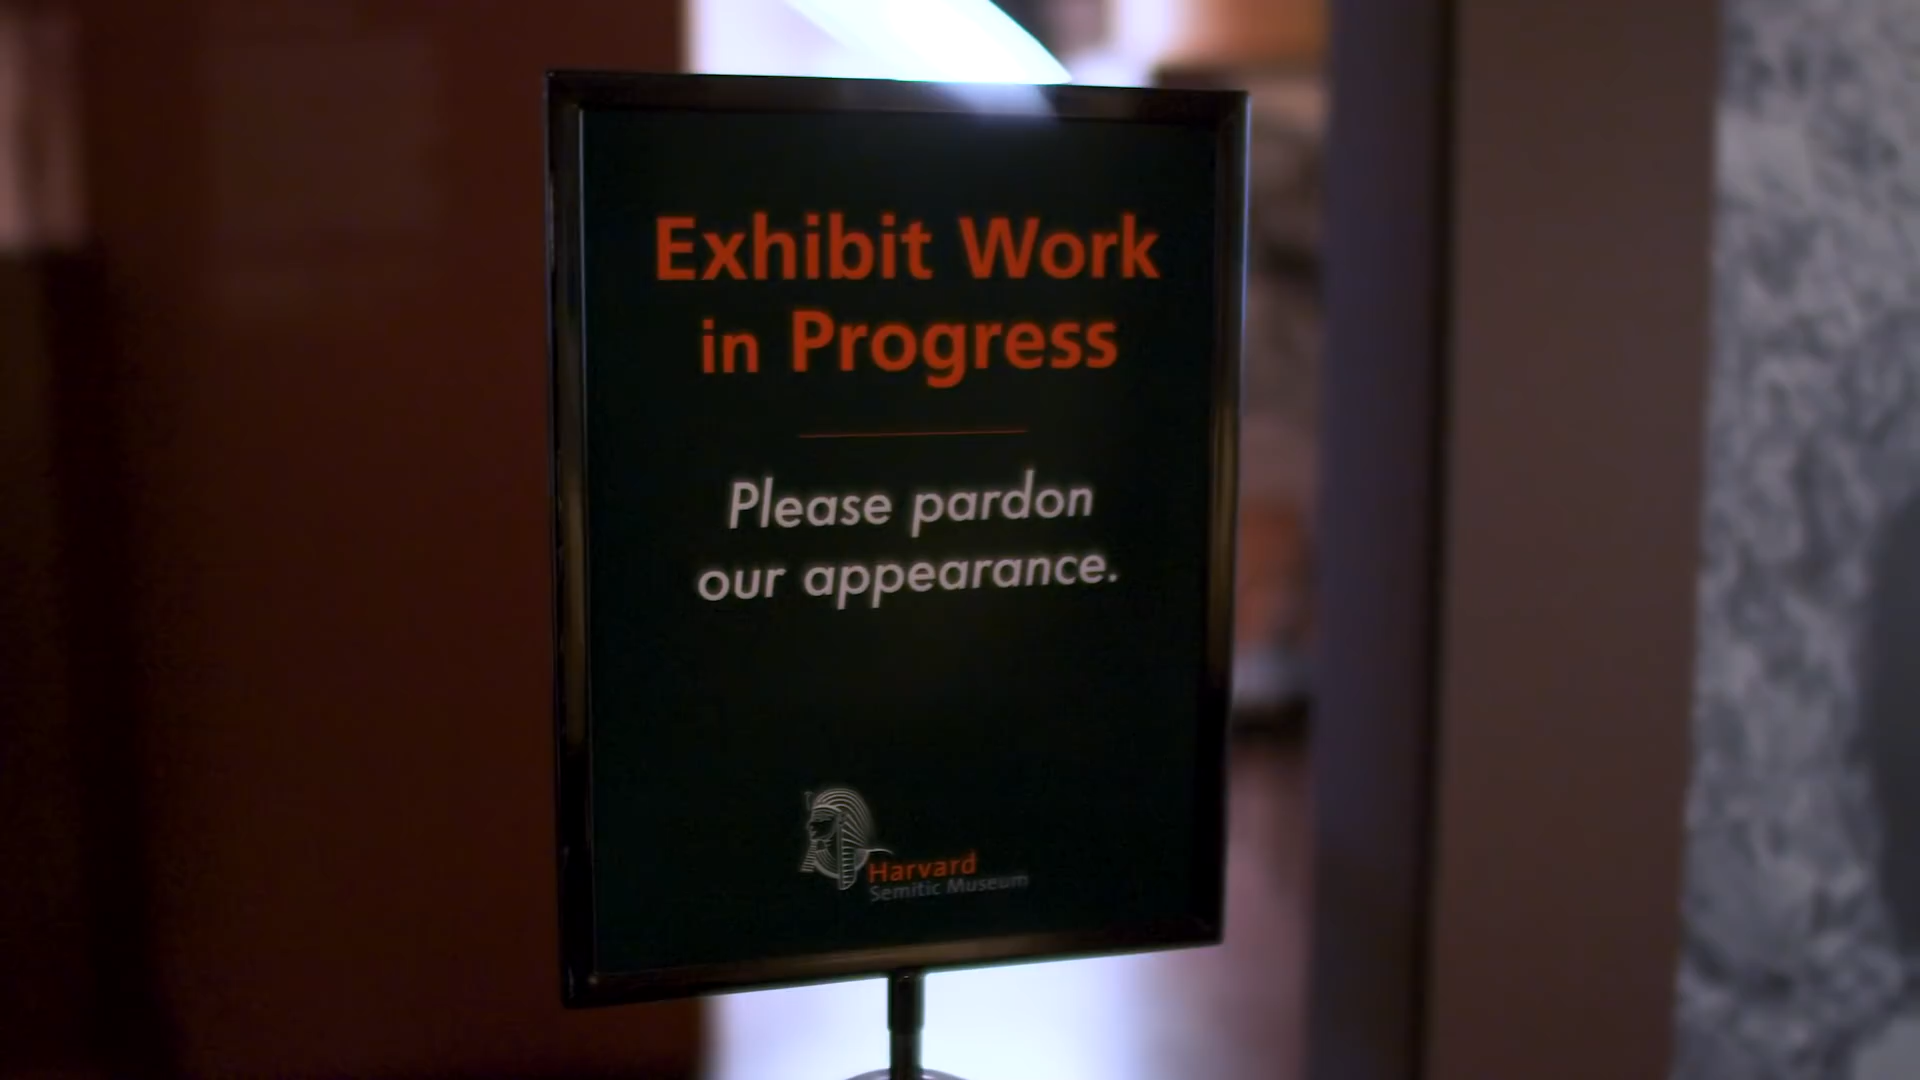 Exhibit Work
in Progress
Please pardon
our appearance.
Harvard
Semitic Museum